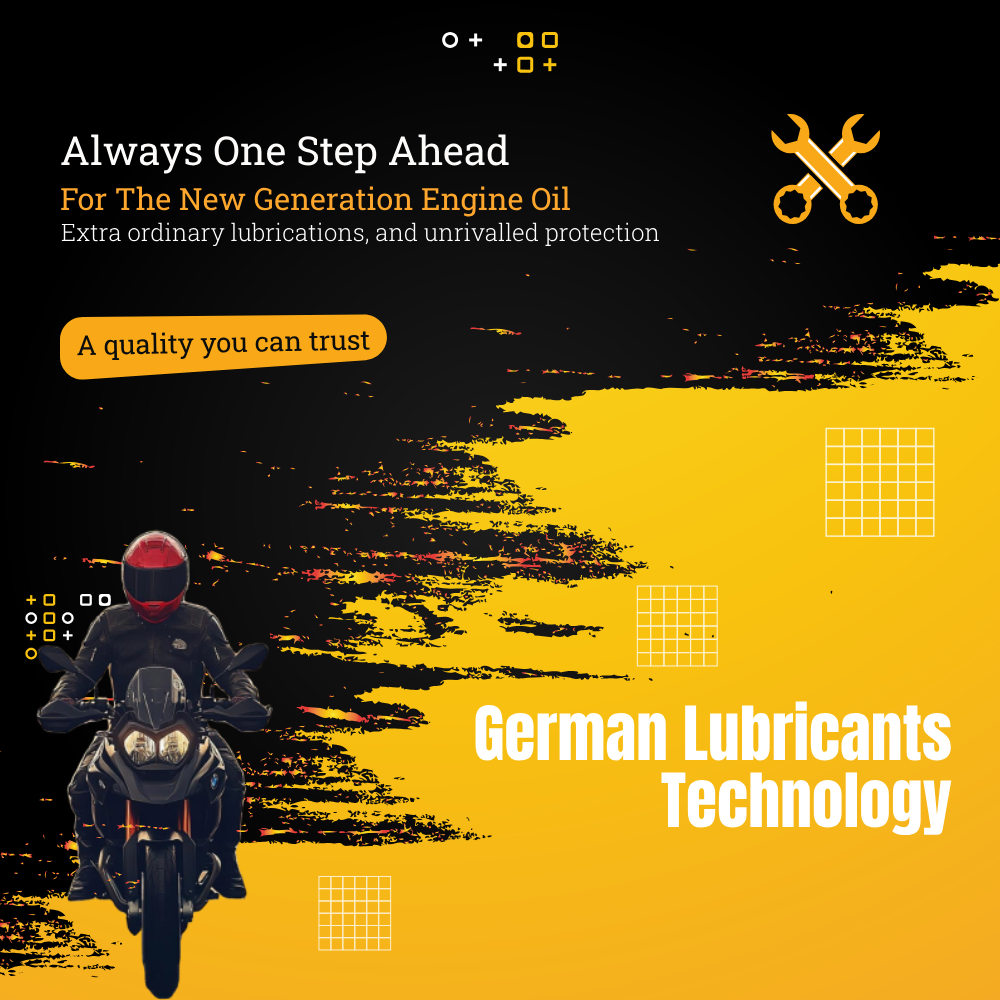 Always One Step Ahead
For The New Generation Engine Oil
Extra ordinary lubrications, and unrivalled protection
A quality you can trust
German Lubricants
Technology